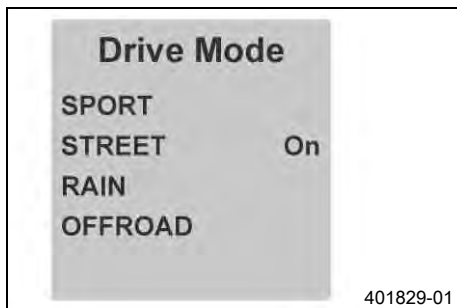 Drive Mode
SPORT
STREET On
RAIN
OFFROAD
401829-01